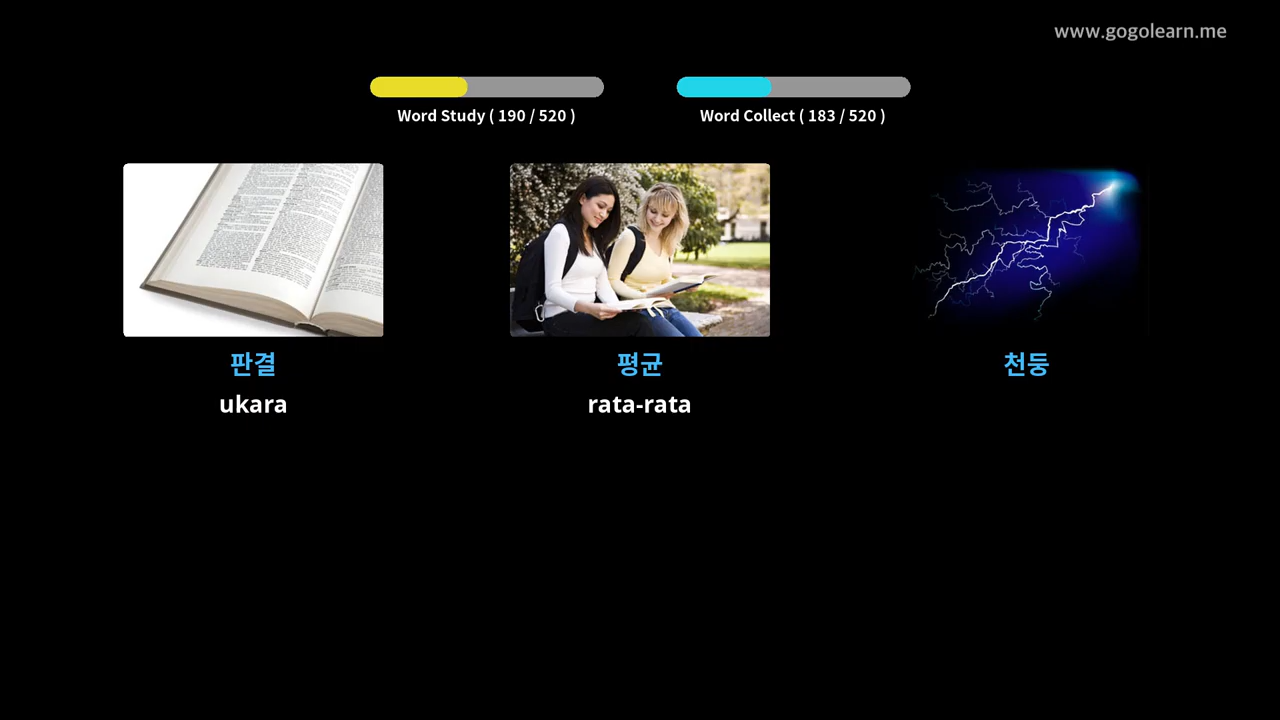 www.gogolearn.me
Word Study ( 190 / 520 )
Word Collect ( 183 / 520 )
판결
평균
천둥
ukara
rata-rata